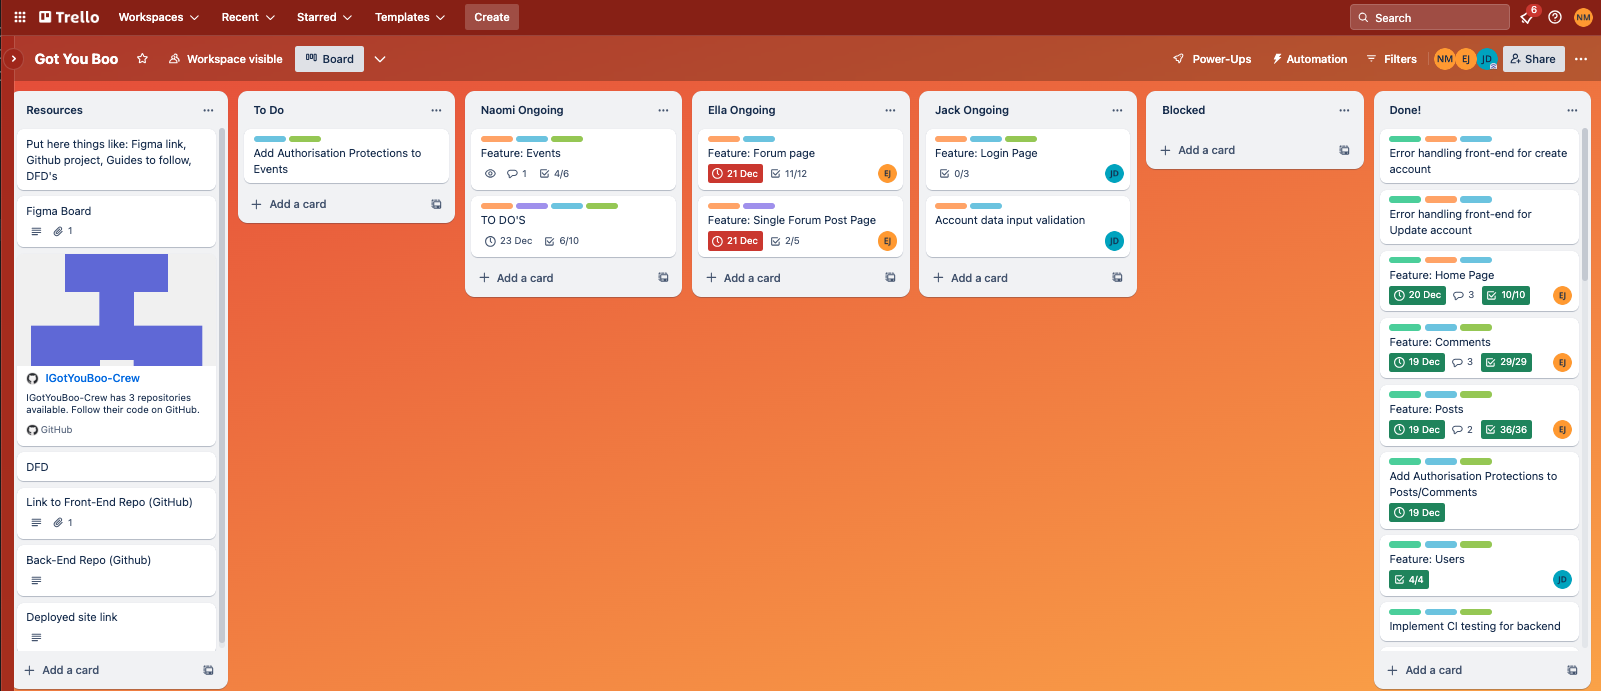 Trello
Workspaces
Recent
Starred
Templates
Create
Search
6
NM
Got You Boo
Workspace visible
Board
Power-Ups
Automation
Filters
NM
EJ
JD
Share
Resources
Put here things like: Figma link,
Github project, Guides to follow,
DFD's
Figma Board
1
IGotYouBoo-Crew
IGotYouBoo-Crew has 3 repositories
available. Follow their code on GitHub.
GitHub
DFD
Link to Front-End Repo (GitHub)
1
Back-End Repo (Github)
Deployed site link
Add a card
To Do
Add Authorisation Protections to
Events
Add a card
Naomi Ongoing
Feature: Events
1
4/6
TO DO'S
23 Dec
6/10
Add a card
Ella Ongoing
Feature: Forum page
21 Dec
11/12
EJ
Feature: Single Forum Post Page
21 Dec
2/5
EJ
Add a card
Jack Ongoing
Feature: Login Page
0/3
JD
Account data input validation
JD
Add a card
Blocked
Add a card
Done!
Error handling front-end for create
account
Error handling front-end for
Update account
Feature: Home Page
20 Dec
3
10/10
EJ
Feature: Comments
19 Dec
3
29/29
EJ
Feature: Posts
19 Dec
2
36/36
EJ
Add Authorisation Protections to
Posts/Comments
19 Dec
Feature: Users
4/4
JD
Implement CI testing for backend
Add a card